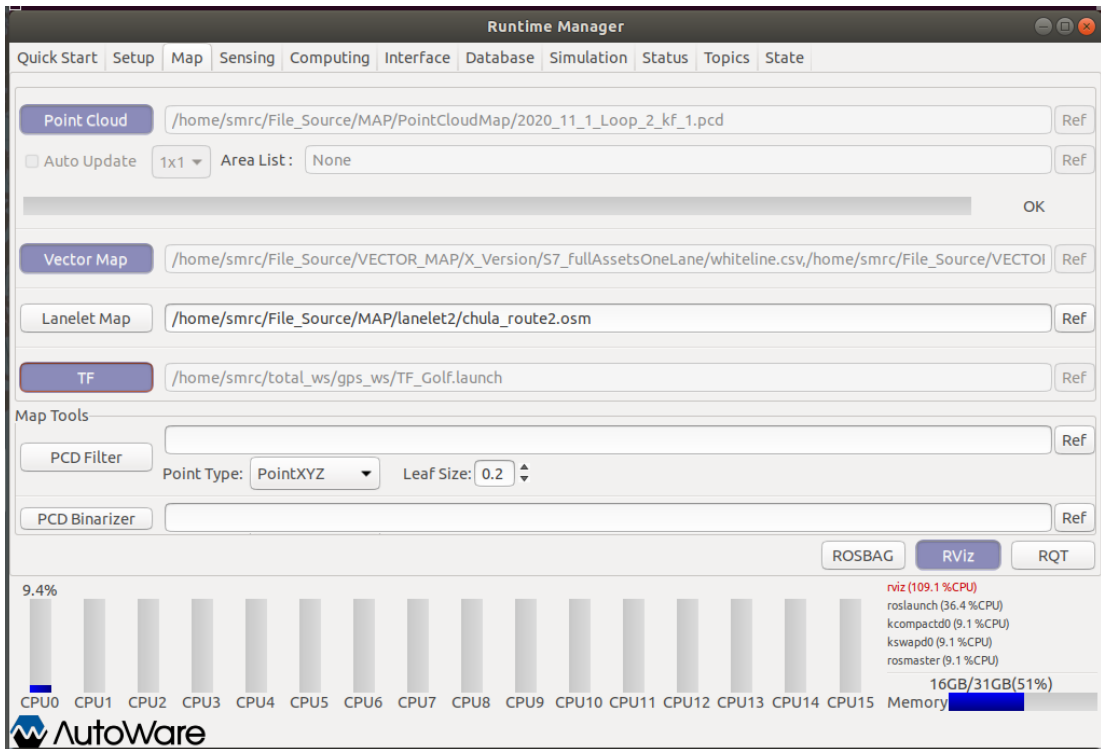 Runtime Manager
Quick Start Setup Map Sensing Computing Interface Database Simulation Status Topics State
Point Cloud /home/smrc/File_Source/MAP/PointCloudMap/2020_11_1_Loop_2_kf_1.pcd Ref
Auto Update 1x1 Area List : None Ref
OK
Vector Map /home/smrc/File_Source/VECTOR_MAP/X_Version/S7_fullAssetsOneLane/whiteline.csv,/home/smrc/File_Source/VECTOI Ref
Lanelet Map /home/smrc/File_Source/MAP/lanelet2/chula_route2.osm Ref
TF /home/smrc/total_ws/gps_ws/TF_Golf.launch Ref
Map Tools
PCD Filter Ref
Point Type: PointXYZ Leaf Size: 0.2
PCD Binarizer Ref
ROSBAG RViz RQT
9.4%
rviz (109.1 %CPU)
roslaunch (36.4 %CPU)
kcompactd0 (9.1 %CPU)
kswapd0 (9.1 %CPU)
rosmaster (9.1 %CPU)
16GB/31GB(51%)
CPU0 CPU1 CPU2 CPU3 CPU4 CPU5 CPU6 CPU7 CPU8 CPU9 CPU10 CPU11 CPU12 CPU13 CPU14 CPU15 Memory
AutoWare